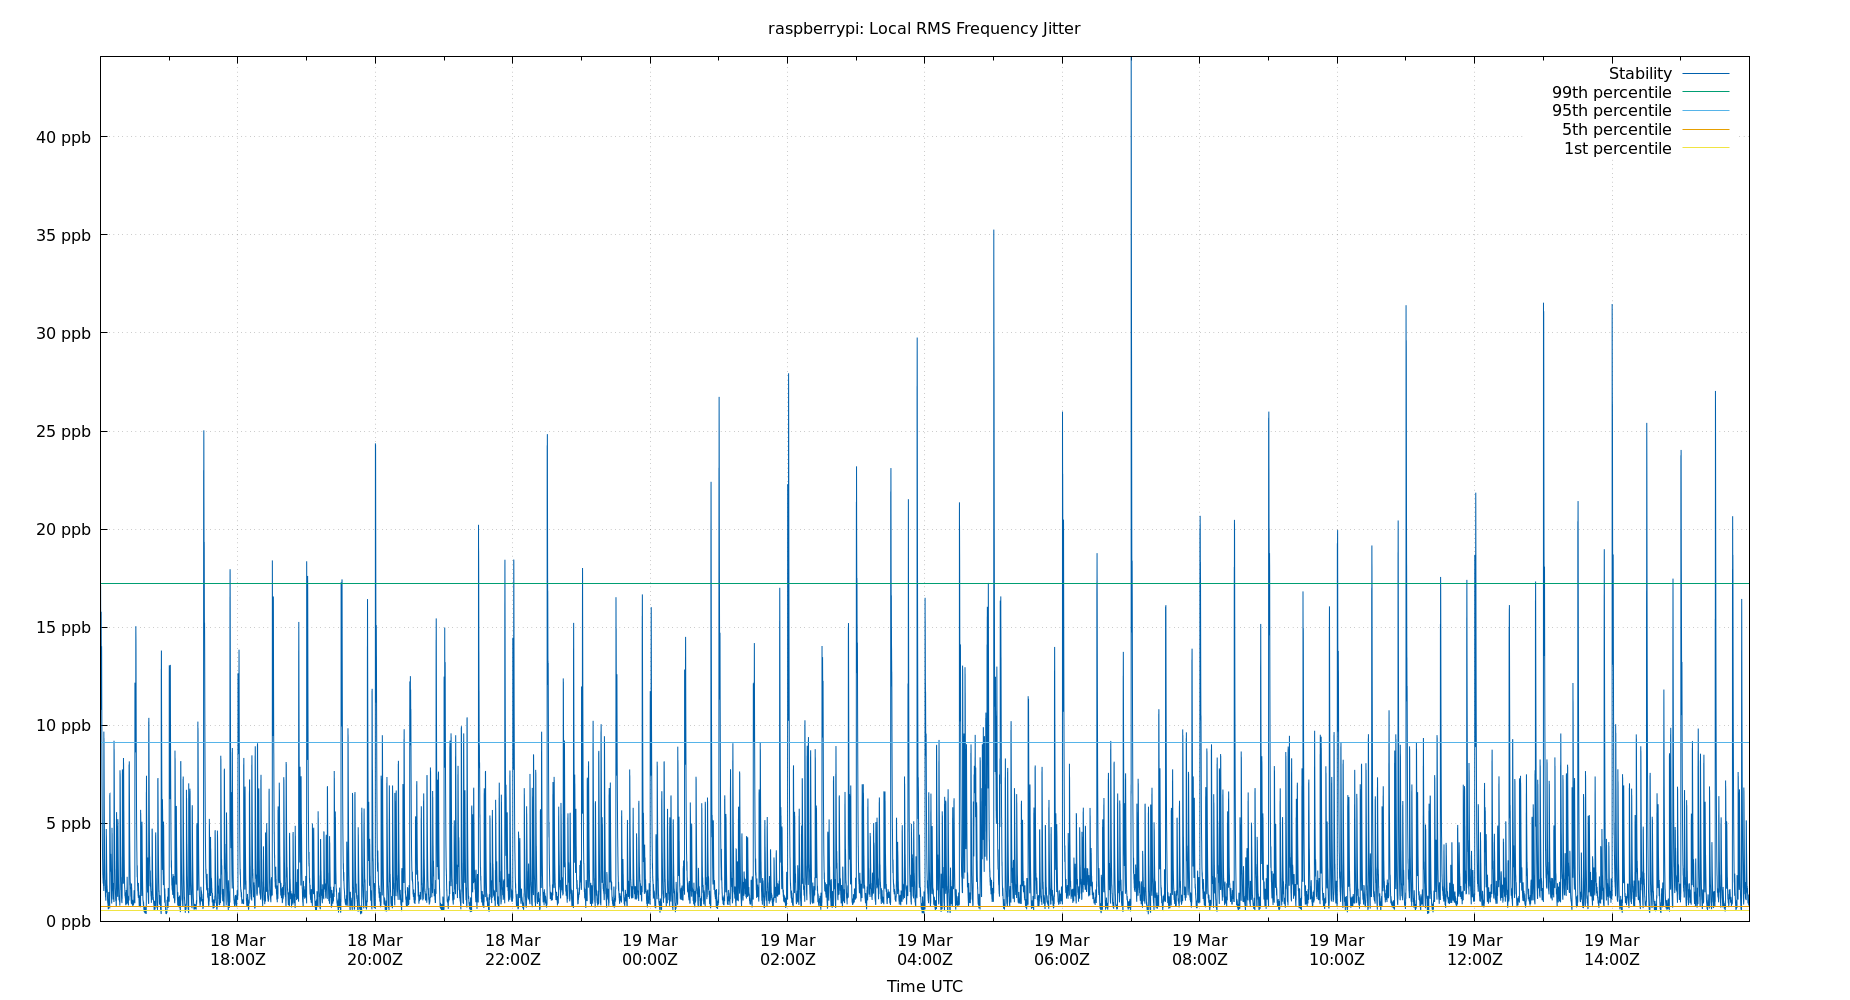 raspberrypi: Local RMS Frequency Jitter
Stability
99th percentile
95th percentile
5th percentile
1st percentile
40 ppb
35 ppb
30 ppb
25 ppb
20 ppb
15 ppb
10 ppb
5 ppb
0 ppb
18 Mar 18 Mar 18 Mar 19 Mar 19 Mar 19 Mar 19 Mar 19 Mar 19 Mar 19 Mar 19 Mar
18:00Z 20:00Z 22:00Z 00:00Z 02:00Z 04:00Z 06:00Z 08:00Z 10:00Z 12:00Z 14:00Z
Time UTC